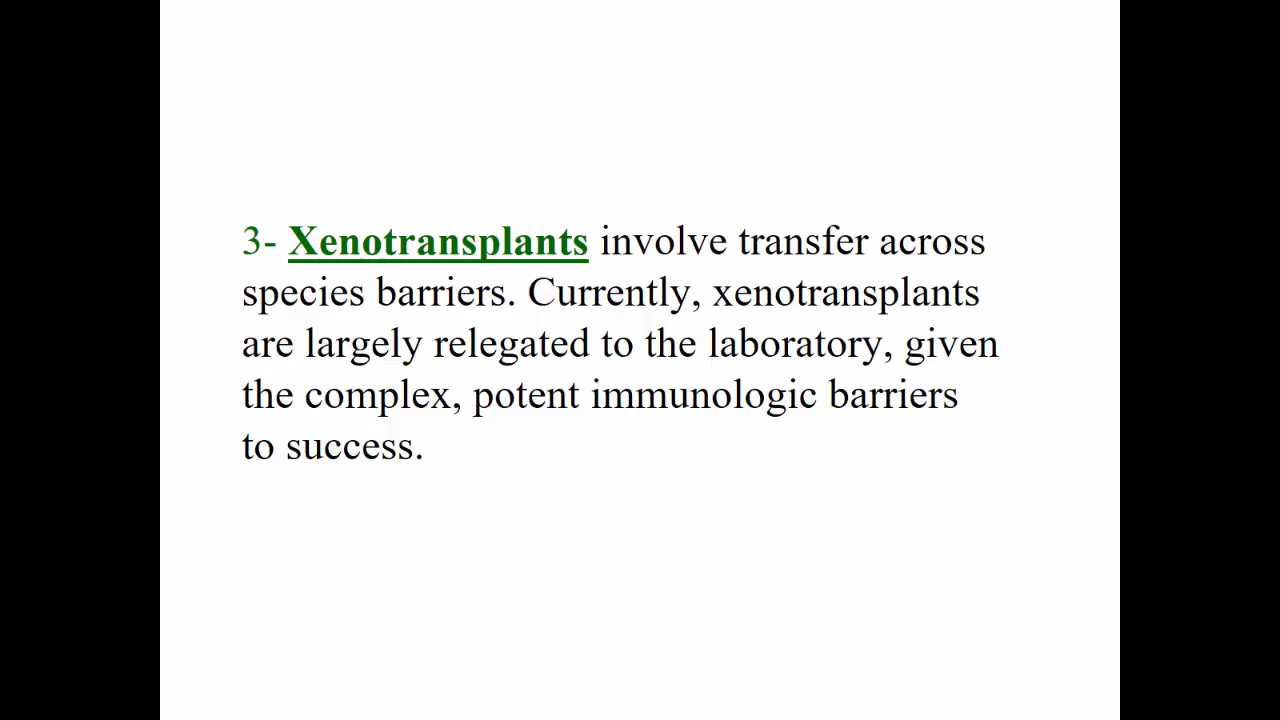 3- Xenotransplants involve transfer across
species barriers. Currently, xenotransplants
are largely relegated to the laboratory, given
the complex, potent immunologic barriers
to success.